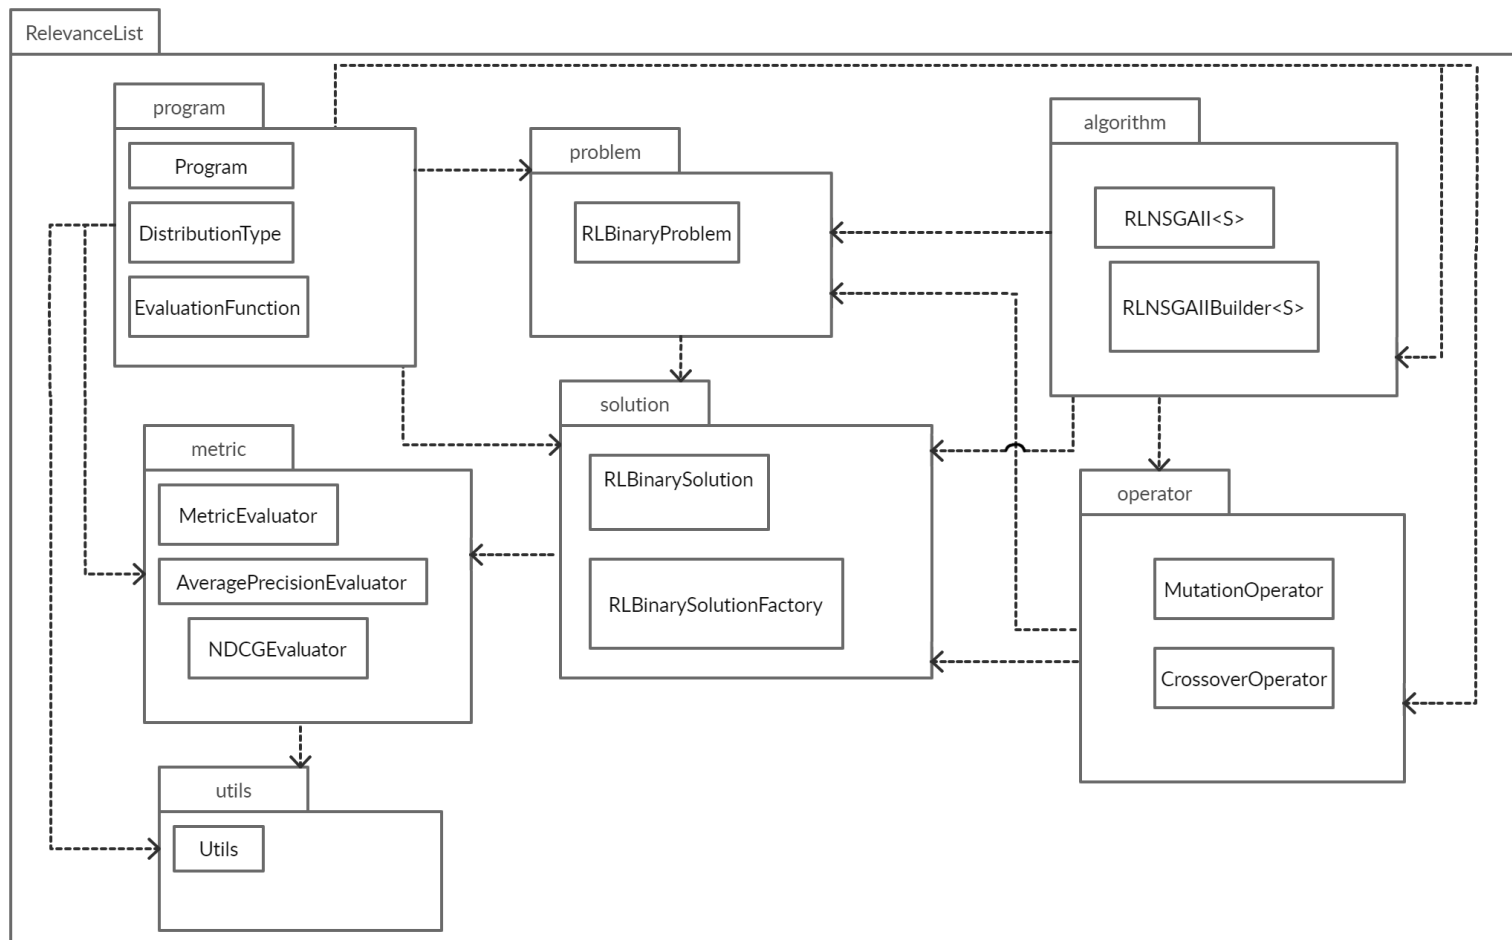 RelevanceList
program
Program
DistributionType
EvaluationFunction
problem
RLBinaryProblem
algorithm
RLNSGAII<S>
RLNSGAIIBuilder<S>
metric
MetricEvaluator
AveragePrecisionEvaluator
NDCGEvaluator
solution
RLBinarySolution
RLBinarySolutionFactory
operator
MutationOperator
CrossoverOperator
utils
Utils